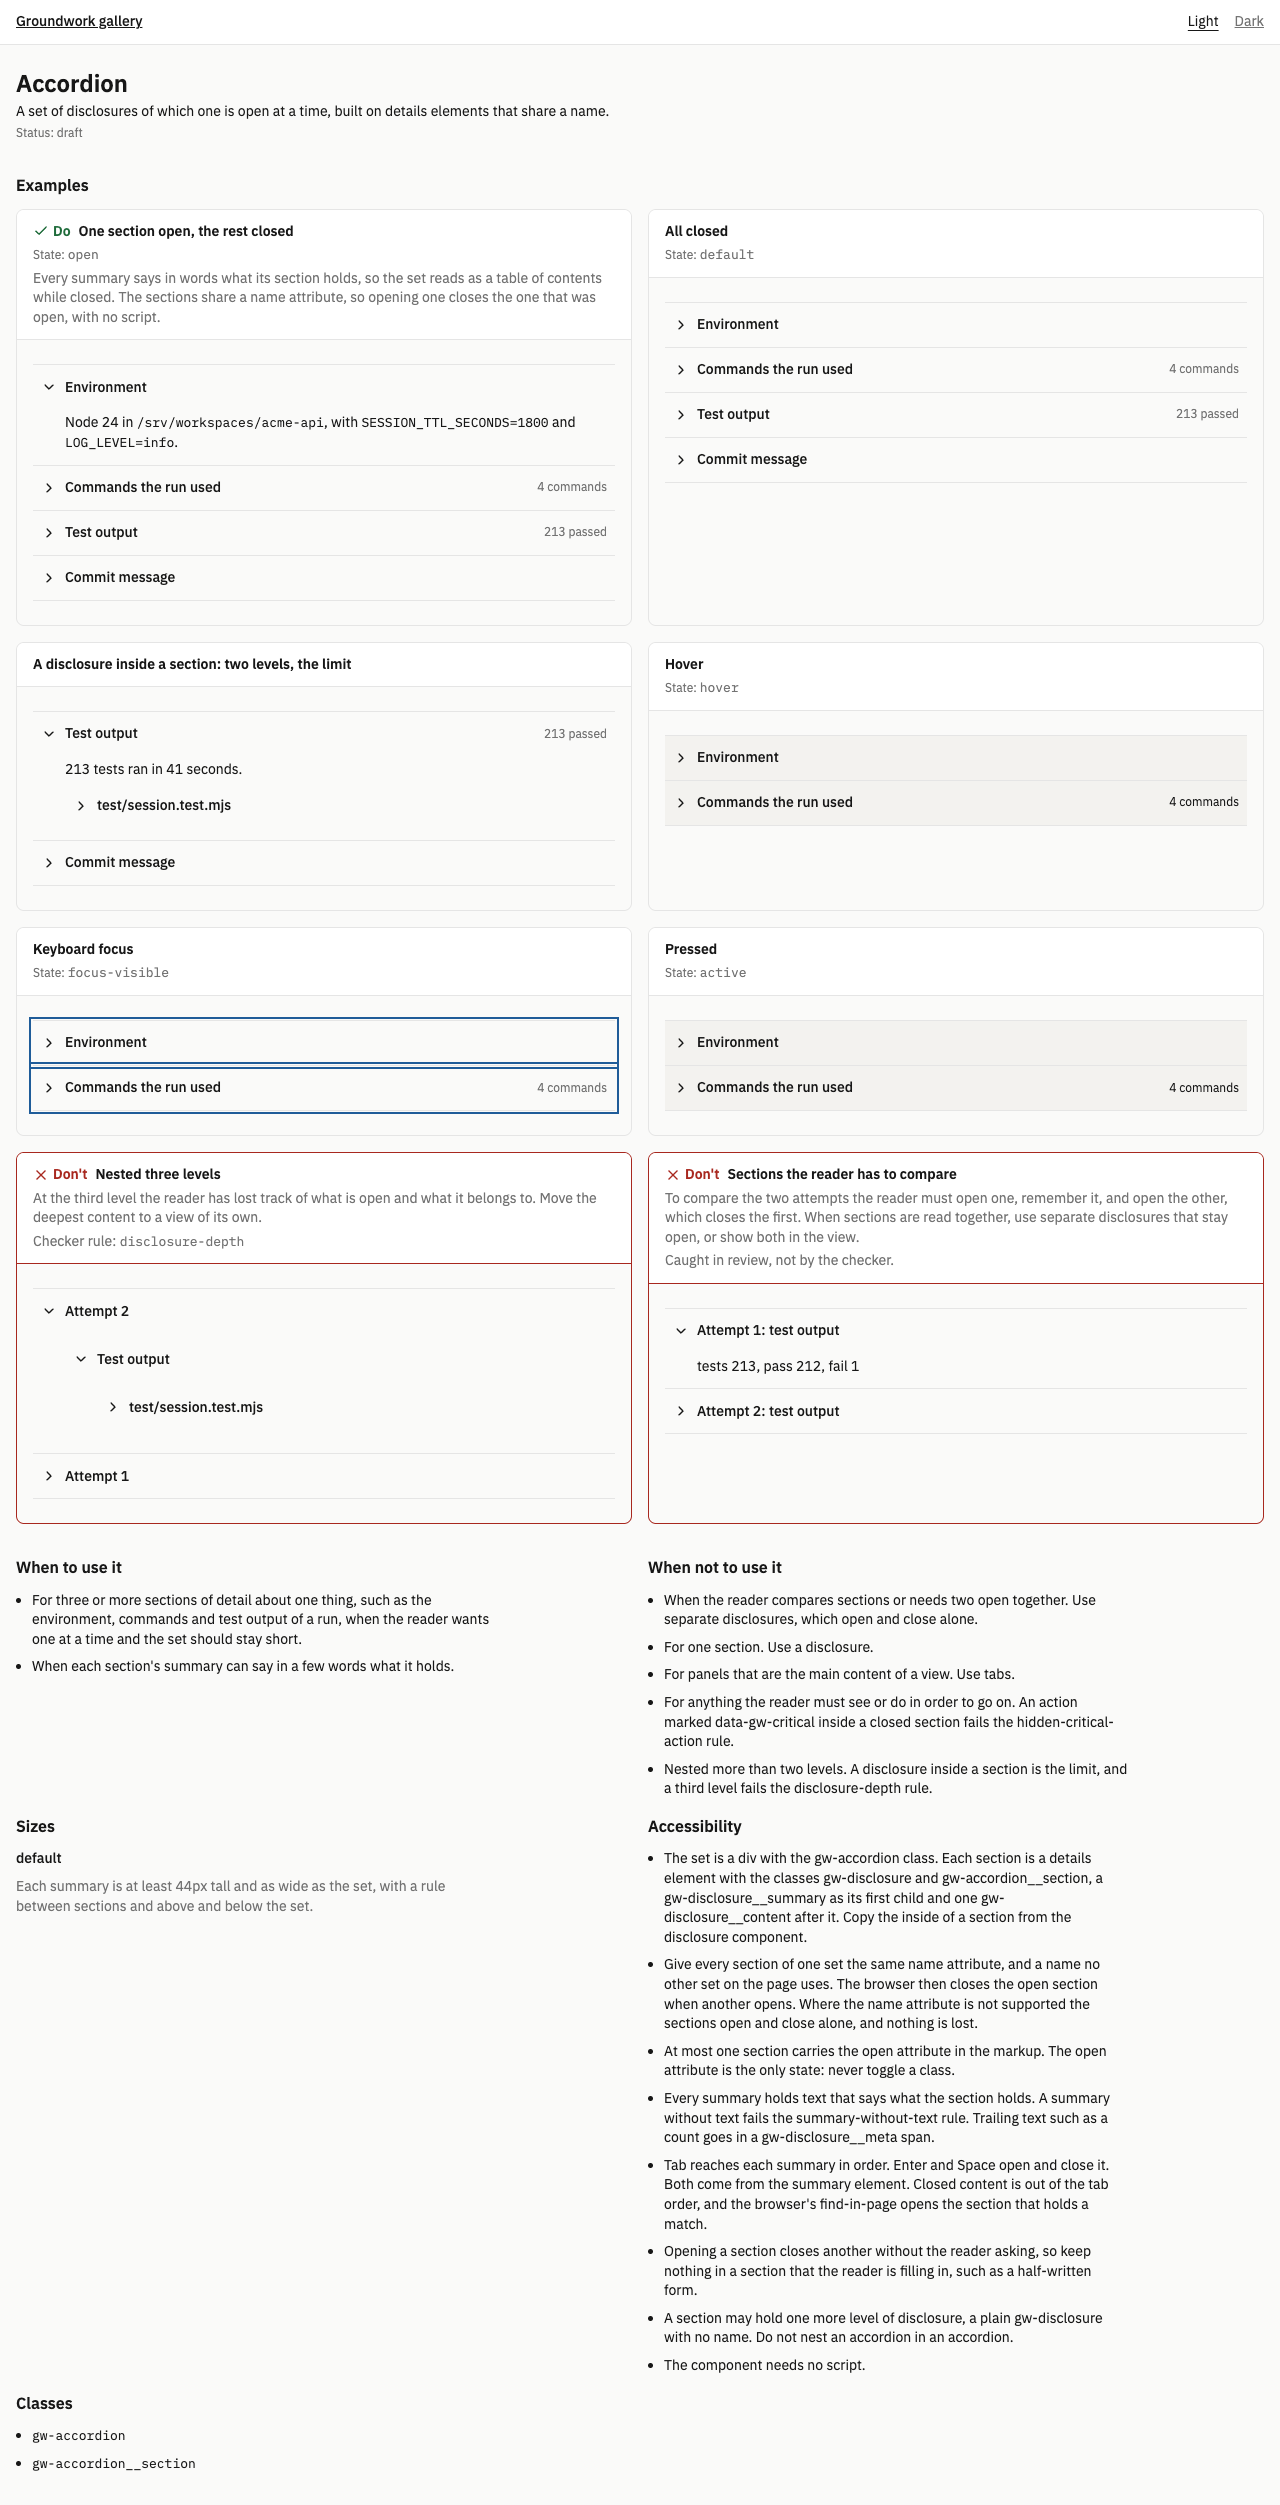 Groundwork gallery
Light Dark
Accordion
A set of disclosures of which one is open at a time, built on details elements that share a name.
Status: draft
Examples
Do One section open, the rest closed
State: open
Every summary says in words what its section holds, so the set reads as a table of contents
while closed. The sections share a name attribute, so opening one closes the one that was
open, with no script.
Environment
Node 24 in /srv/workspaces/acme-api, with SESSION_TTL_SECONDS=1800 and
LOG_LEVEL=info.
Commands the run used 4 commands
Test output 213 passed
Commit message
All closed
State: default
Environment
Commands the run used 4 commands
Test output 213 passed
Commit message
A disclosure inside a section: two levels, the limit
Test output 213 passed
213 tests ran in 41 seconds.
test/session.test.mjs
Commit message
Hover
State: hover
Environment
Commands the run used 4 commands
Keyboard focus
State: focus-visible
Environment
Commands the run used 4 commands
Pressed
State: active
Environment
Commands the run used 4 commands
Don't Nested three levels
At the third level the reader has lost track of what is open and what it belongs to. Move the
deepest content to a view of its own.
Checker rule: disclosure-depth
Attempt 2
Test output
test/session.test.mjs
Attempt 1
Don't Sections the reader has to compare
To compare the two attempts the reader must open one, remember it, and open the other,
which closes the first. When sections are read together, use separate disclosures that stay
open, or show both in the view.
Caught in review, not by the checker.
Attempt 1: test output
tests 213, pass 212, fail 1
Attempt 2: test output
When to use it
For three or more sections of detail about one thing, such as the
environment, commands and test output of a run, when the reader wants
one at a time and the set should stay short.
When each section's summary can say in a few words what it holds.
When not to use it
When the reader compares sections or needs two open together. Use
separate disclosures, which open and close alone.
For one section. Use a disclosure.
For panels that are the main content of a view. Use tabs.
For anything the reader must see or do in order to go on. An action
marked data-gw-critical inside a closed section fails the hidden-critical-
action rule.
Nested more than two levels. A disclosure inside a section is the limit, and
a third level fails the disclosure-depth rule.
Sizes
default
Each summary is at least 44px tall and as wide as the set, with a rule
between sections and above and below the set.
Accessibility
The set is a div with the gw-accordion class. Each section is a details
element with the classes gw-disclosure and gw-accordion__section, a
gw-disclosure__summary as its first child and one gw-
disclosure__content after it. Copy the inside of a section from the
disclosure component.
Give every section of one set the same name attribute, and a name no
other set on the page uses. The browser then closes the open section
when another opens. Where the name attribute is not supported the
sections open and close alone, and nothing is lost.
At most one section carries the open attribute in the markup. The open
attribute is the only state: never toggle a class.
Every summary holds text that says what the section holds. A summary
without text fails the summary-without-text rule. Trailing text such as a
count goes in a gw-disclosure__meta span.
Tab reaches each summary in order. Enter and Space open and close it.
Both come from the summary element. Closed content is out of the tab
order, and the browser's find-in-page opens the section that holds a
match.
Opening a section closes another without the reader asking, so keep
nothing in a section that the reader is filling in, such as a half-written
form.
A section may hold one more level of disclosure, a plain gw-disclosure
with no name. Do not nest an accordion in an accordion.
The component needs no script.
Classes
gw-accordion
gw-accordion__section